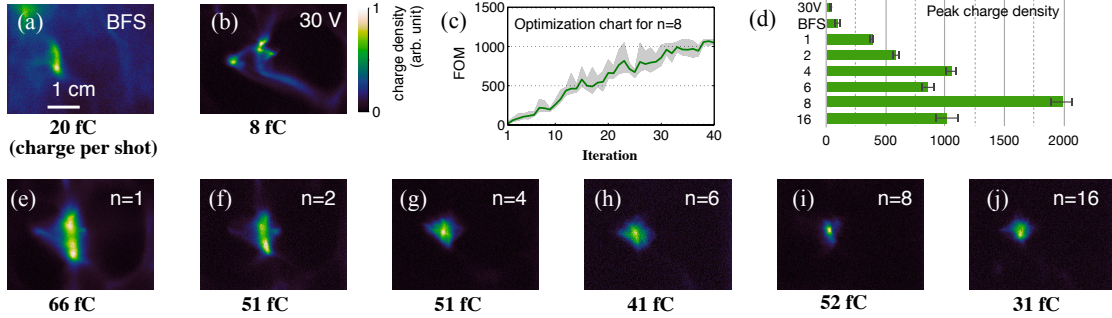 (a) BFS
1 cm
20 fC
(charge per shot)
(b) 30 V
8 fC
1
0
charge density
(arb. unit)
(c)
Optimization chart for n=8
FOM
1000
500
0
1 10 20 30 40
Iteration
(d)
Peak charge density
30V
BFS
1
2
4
6
8
16
0 500 1000 1500 2000
(e) n=1
66 fC
(f) n=2
51 fC
(g) n=4
51 fC
(h) n=6
41 fC
(i) n=8
52 fC
(j) n=16
31 fC